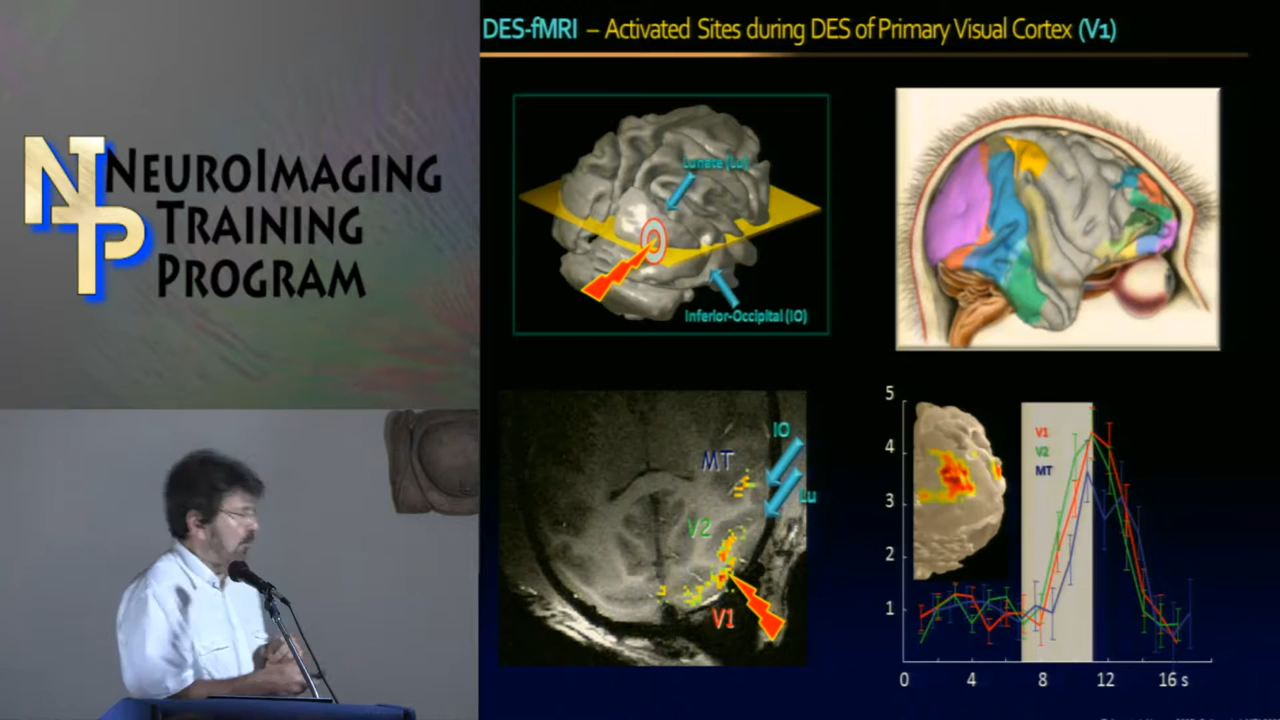 NEUROIMAGING
TRAINING
PROGRAM
NTP
DES-fMRI – Activated Sites during DES of Primary Visual Cortex (V1)
Lunate (Lu)
Inferior-Occipital (IO)
IO
MT
Lu
V2
V1
5
4
3
2
1
V1
V2
MT
0 4 8 12 16 s